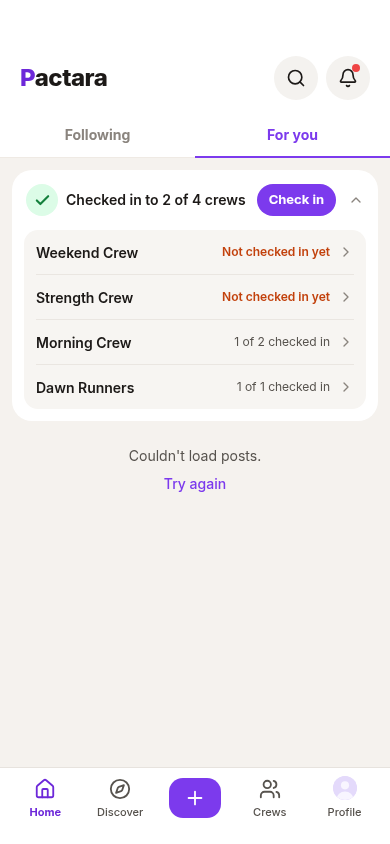 Pactara
Following
For you
Checked in to 2 of 4 crews
Check in
Weekend Crew
Not checked in yet
Strength Crew
Not checked in yet
Morning Crew
1 of 2 checked in
Dawn Runners
1 of 1 checked in
Couldn't load posts.
Try again
Home
Discover
Crews
Profile